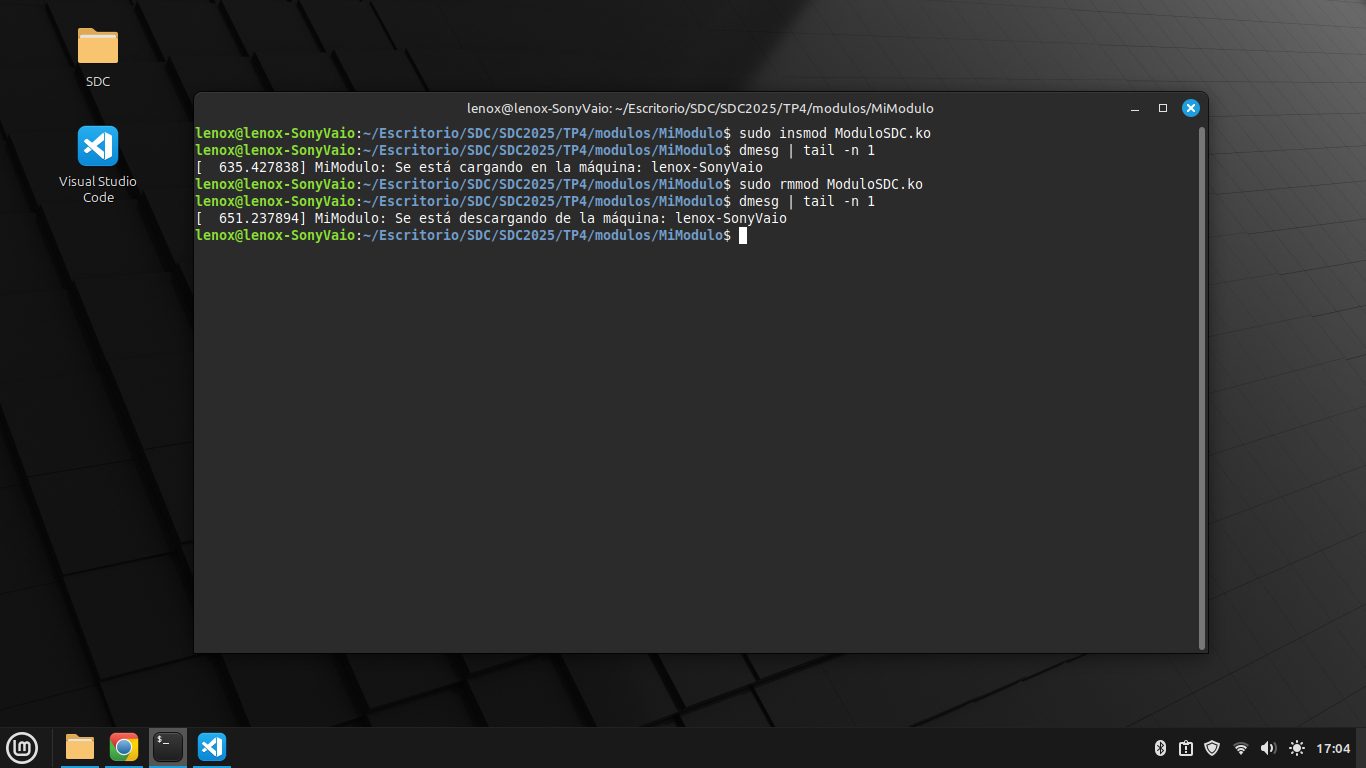 SDC
Visual Studio
Code
lenox@lenox-SonyVaio: ~/Escritorio/SDC/SDC2025/TP4/modulos/MiModulo
lenox@lenox-SonyVaio:~/Escritorio/SDC/SDC2025/TP4/modulos/MiModulo$ sudo insmod ModuloSDC.ko
lenox@lenox-SonyVaio:~/Escritorio/SDC/SDC2025/TP4/modulos/MiModulo$ dmesg | tail -n 1
[  635.427838] MiModulo: Se está cargando en la máquina: lenox-SonyVaio
lenox@lenox-SonyVaio:~/Escritorio/SDC/SDC2025/TP4/modulos/MiModulo$ sudo rmmod ModuloSDC.ko
lenox@lenox-SonyVaio:~/Escritorio/SDC/SDC2025/TP4/modulos/MiModulo$ dmesg | tail -n 1
[  651.237894] MiModulo: Se está descargando de la máquina: lenox-SonyVaio
lenox@lenox-SonyVaio:~/Escritorio/SDC/SDC2025/TP4/modulos/MiModulo$
17:04